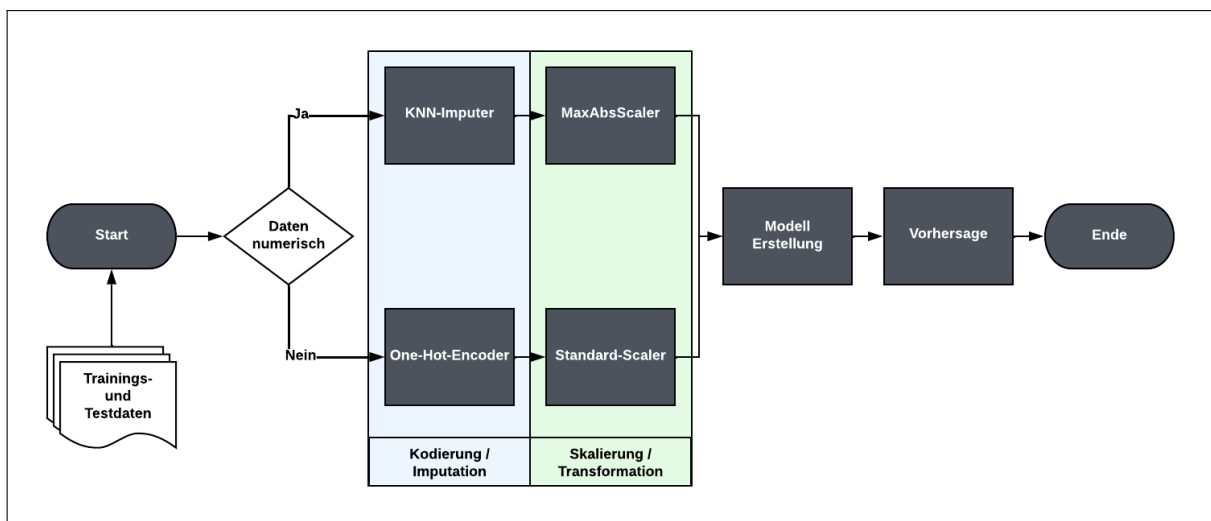 Ja
KNN-Imputer
MaxAbsScaler
Start
Daten
numerisch
Modell
Erstellung
Vorhersage
Ende
Nein
One-Hot-Encoder
Standard-Scaler
Trainings-
und
Testdaten
Kodierung /
Imputation
Skalierung /
Transformation